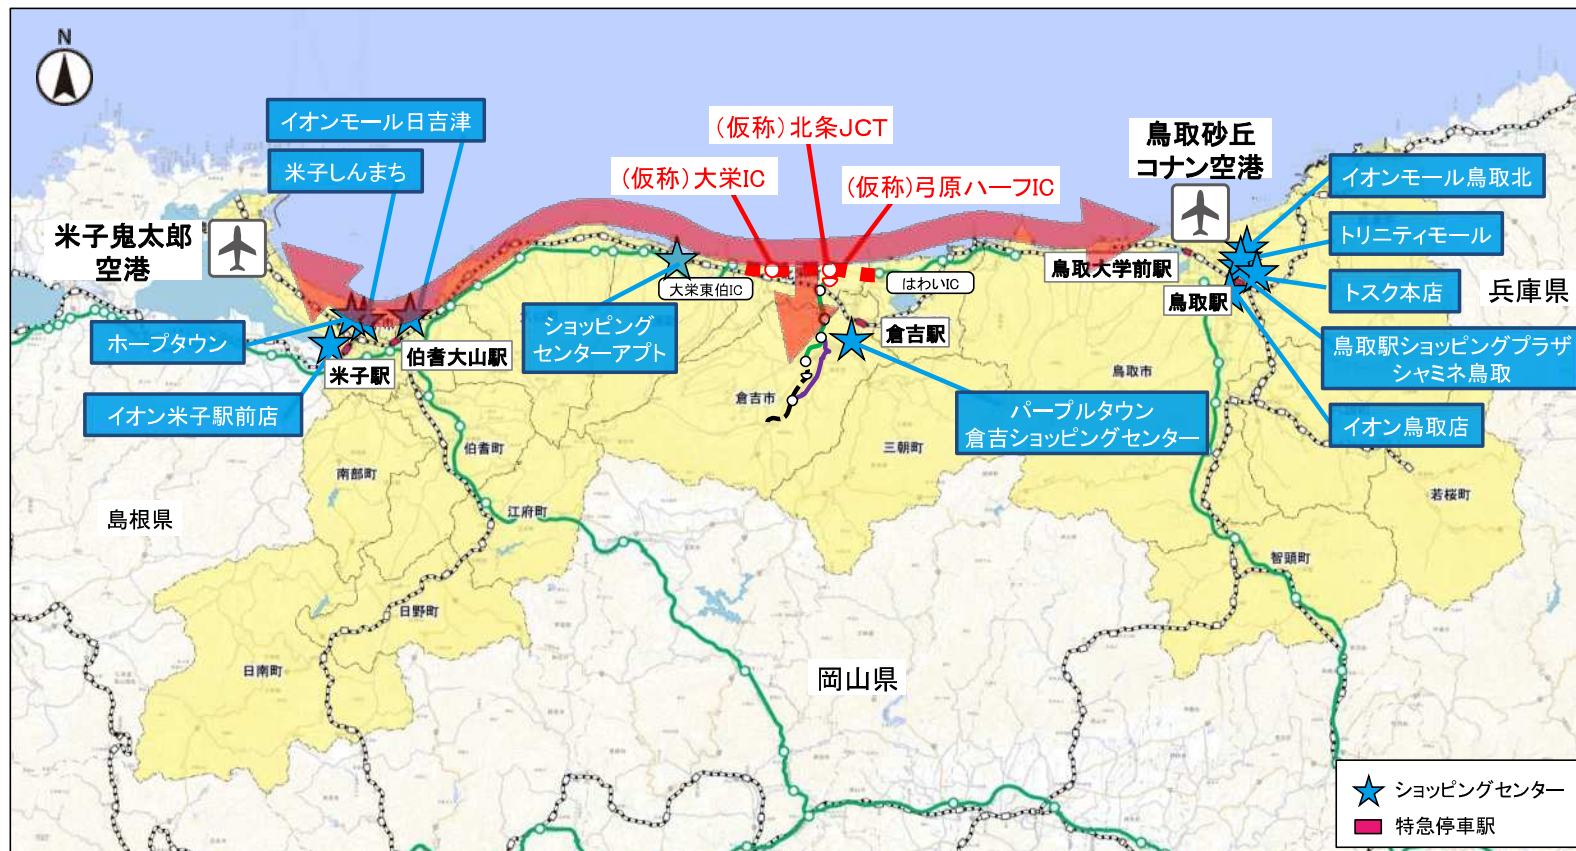 N
イオンモール日吉津
米子しんまち
米子鬼太郎
空港
ホープタウン
イオン米子駅前店
米子駅
伯耆大山駅
(仮称)大栄IC
(仮称)北条JCT
(仮称)弓原ハーフIC
大栄東伯IC
はわいIC
ショッピング
センターアプト
倉吉駅
パープルタウン
倉吉ショッピングセンター
鳥取砂丘
コナン空港
鳥取大学前駅
鳥取駅
イオンモール鳥取北
トリニティモール
トスク本店
鳥取駅ショッピングプラザ
シャミネ鳥取
イオン鳥取店
兵庫県
島根県
岡山県
倉吉市
鳥取市
三朝町
伯耆町
南部町
江府町
日野町
日南町
若桜町
智頭町
ショッピングセンター
特急停車駅